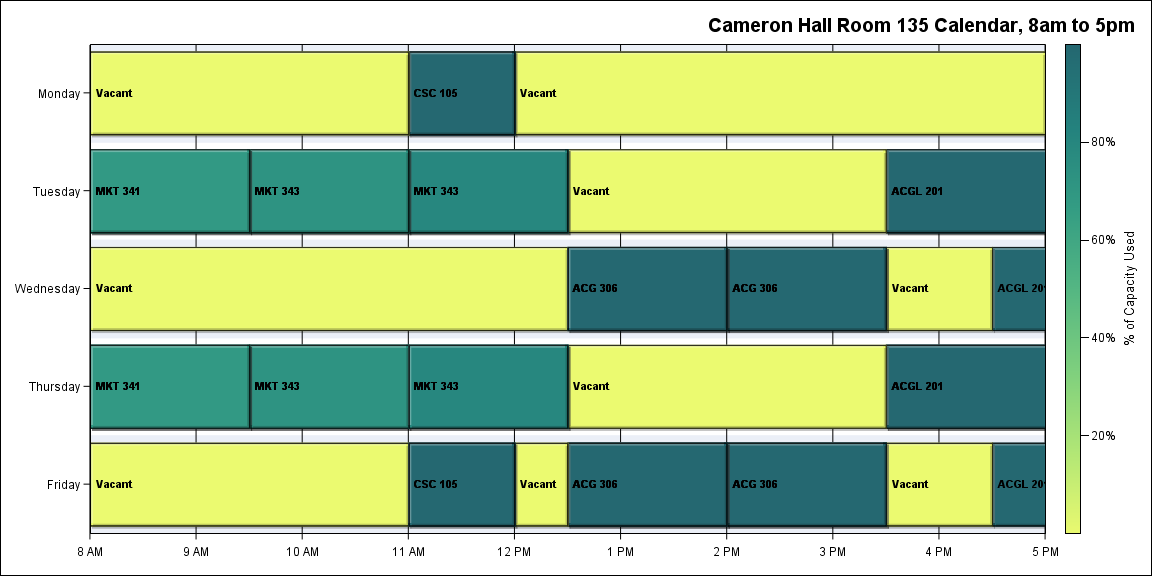 Cameron Hall Room 135 Calendar, 8am to 5pm
Monday
Vacant
CSC 105
Vacant
Tuesday
MKT 341
MKT 343
MKT 343
Vacant
ACGL 201
Wednesday
Vacant
ACG 306
ACG 306
Vacant
ACGL 20
Thursday
MKT 341
MKT 343
MKT 343
Vacant
ACGL 201
Friday
Vacant
CSC 105
Vacant
ACG 306
ACG 306
Vacant
ACGL 20
8 AM
9 AM
10 AM
11 AM
12 PM
1 PM
2 PM
3 PM
4 PM
5 PM
80%
60%
40%
20%
% of Capacity Used